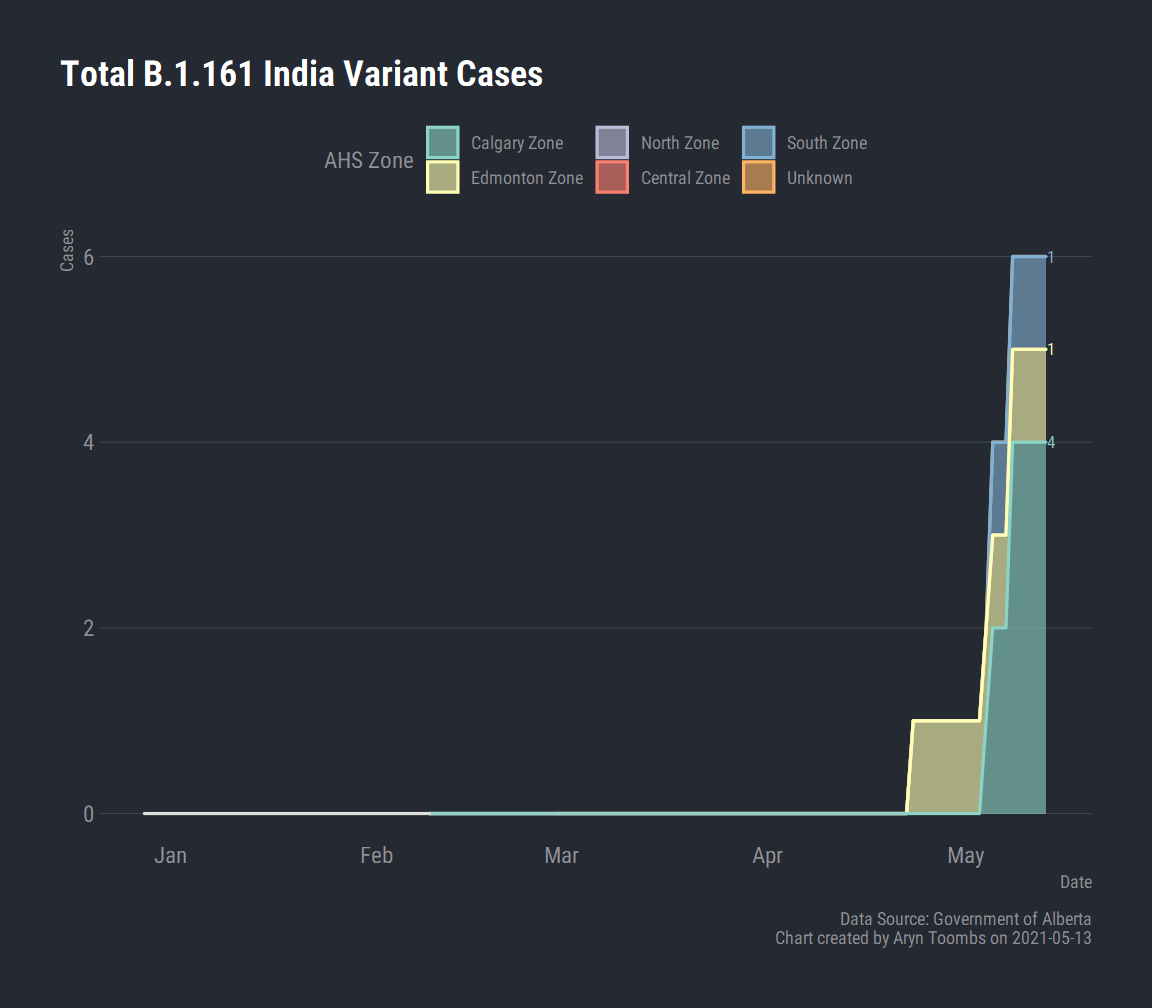 Total B.1.161 India Variant Cases
AHS Zone
Calgary Zone
North Zone
South Zone
Edmonton Zone
Central Zone
Unknown
Cases
6
4
2
0
1
1
4
Jan
Feb
Mar
Apr
May
Date
Data Source: Government of Alberta
Chart created by Aryn Toombs on 2021-05-13